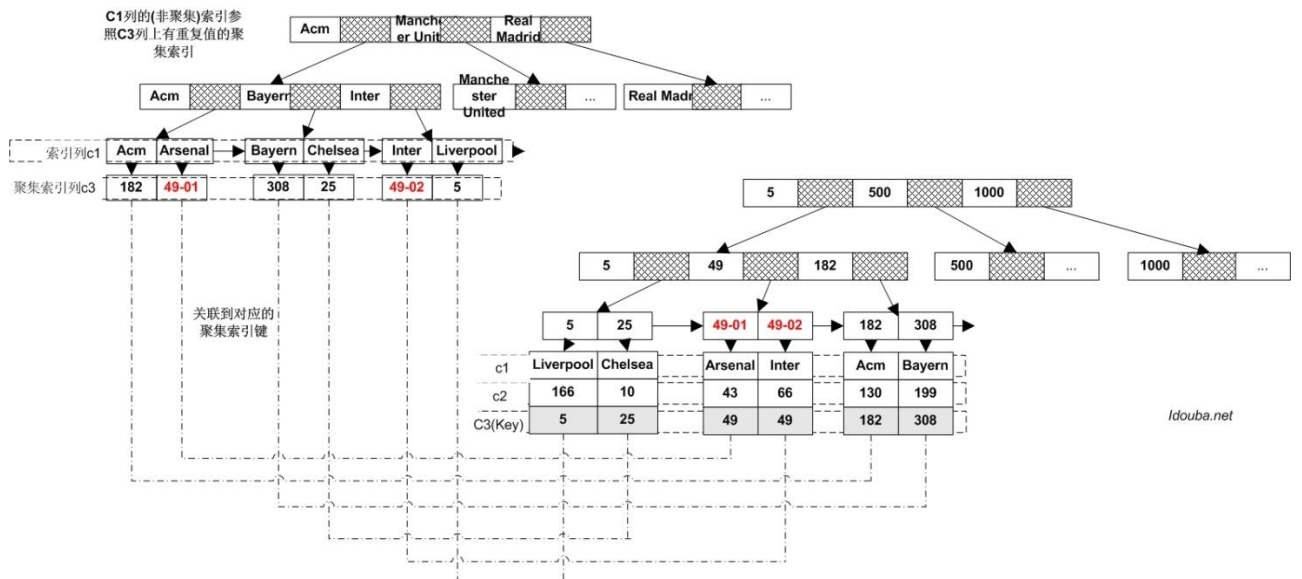 C1列的(非聚集)索引参
照C3列上有重复值的聚
集索引
Acm
Real
Madrid
Acm
Bayern
Inter
Manche
ster
United
...
...
索引列c1
Acm
Arsenal
Bayern
Chelsea
Inter
Liverpool
聚集索引列c3
182
49-01
308
25
49-02
5
5
500
1000
5
49
182
500
...
1000
...
关联到对应的
聚集索引键
5
25
49-01
49-02
182
308
c1
Liverpool
Chelsea
Arsenal
Inter
Acm
Bayern
c2
166
10
43
66
130
199
C3(Key)
5
25
49
49
182
308
Idouba.net